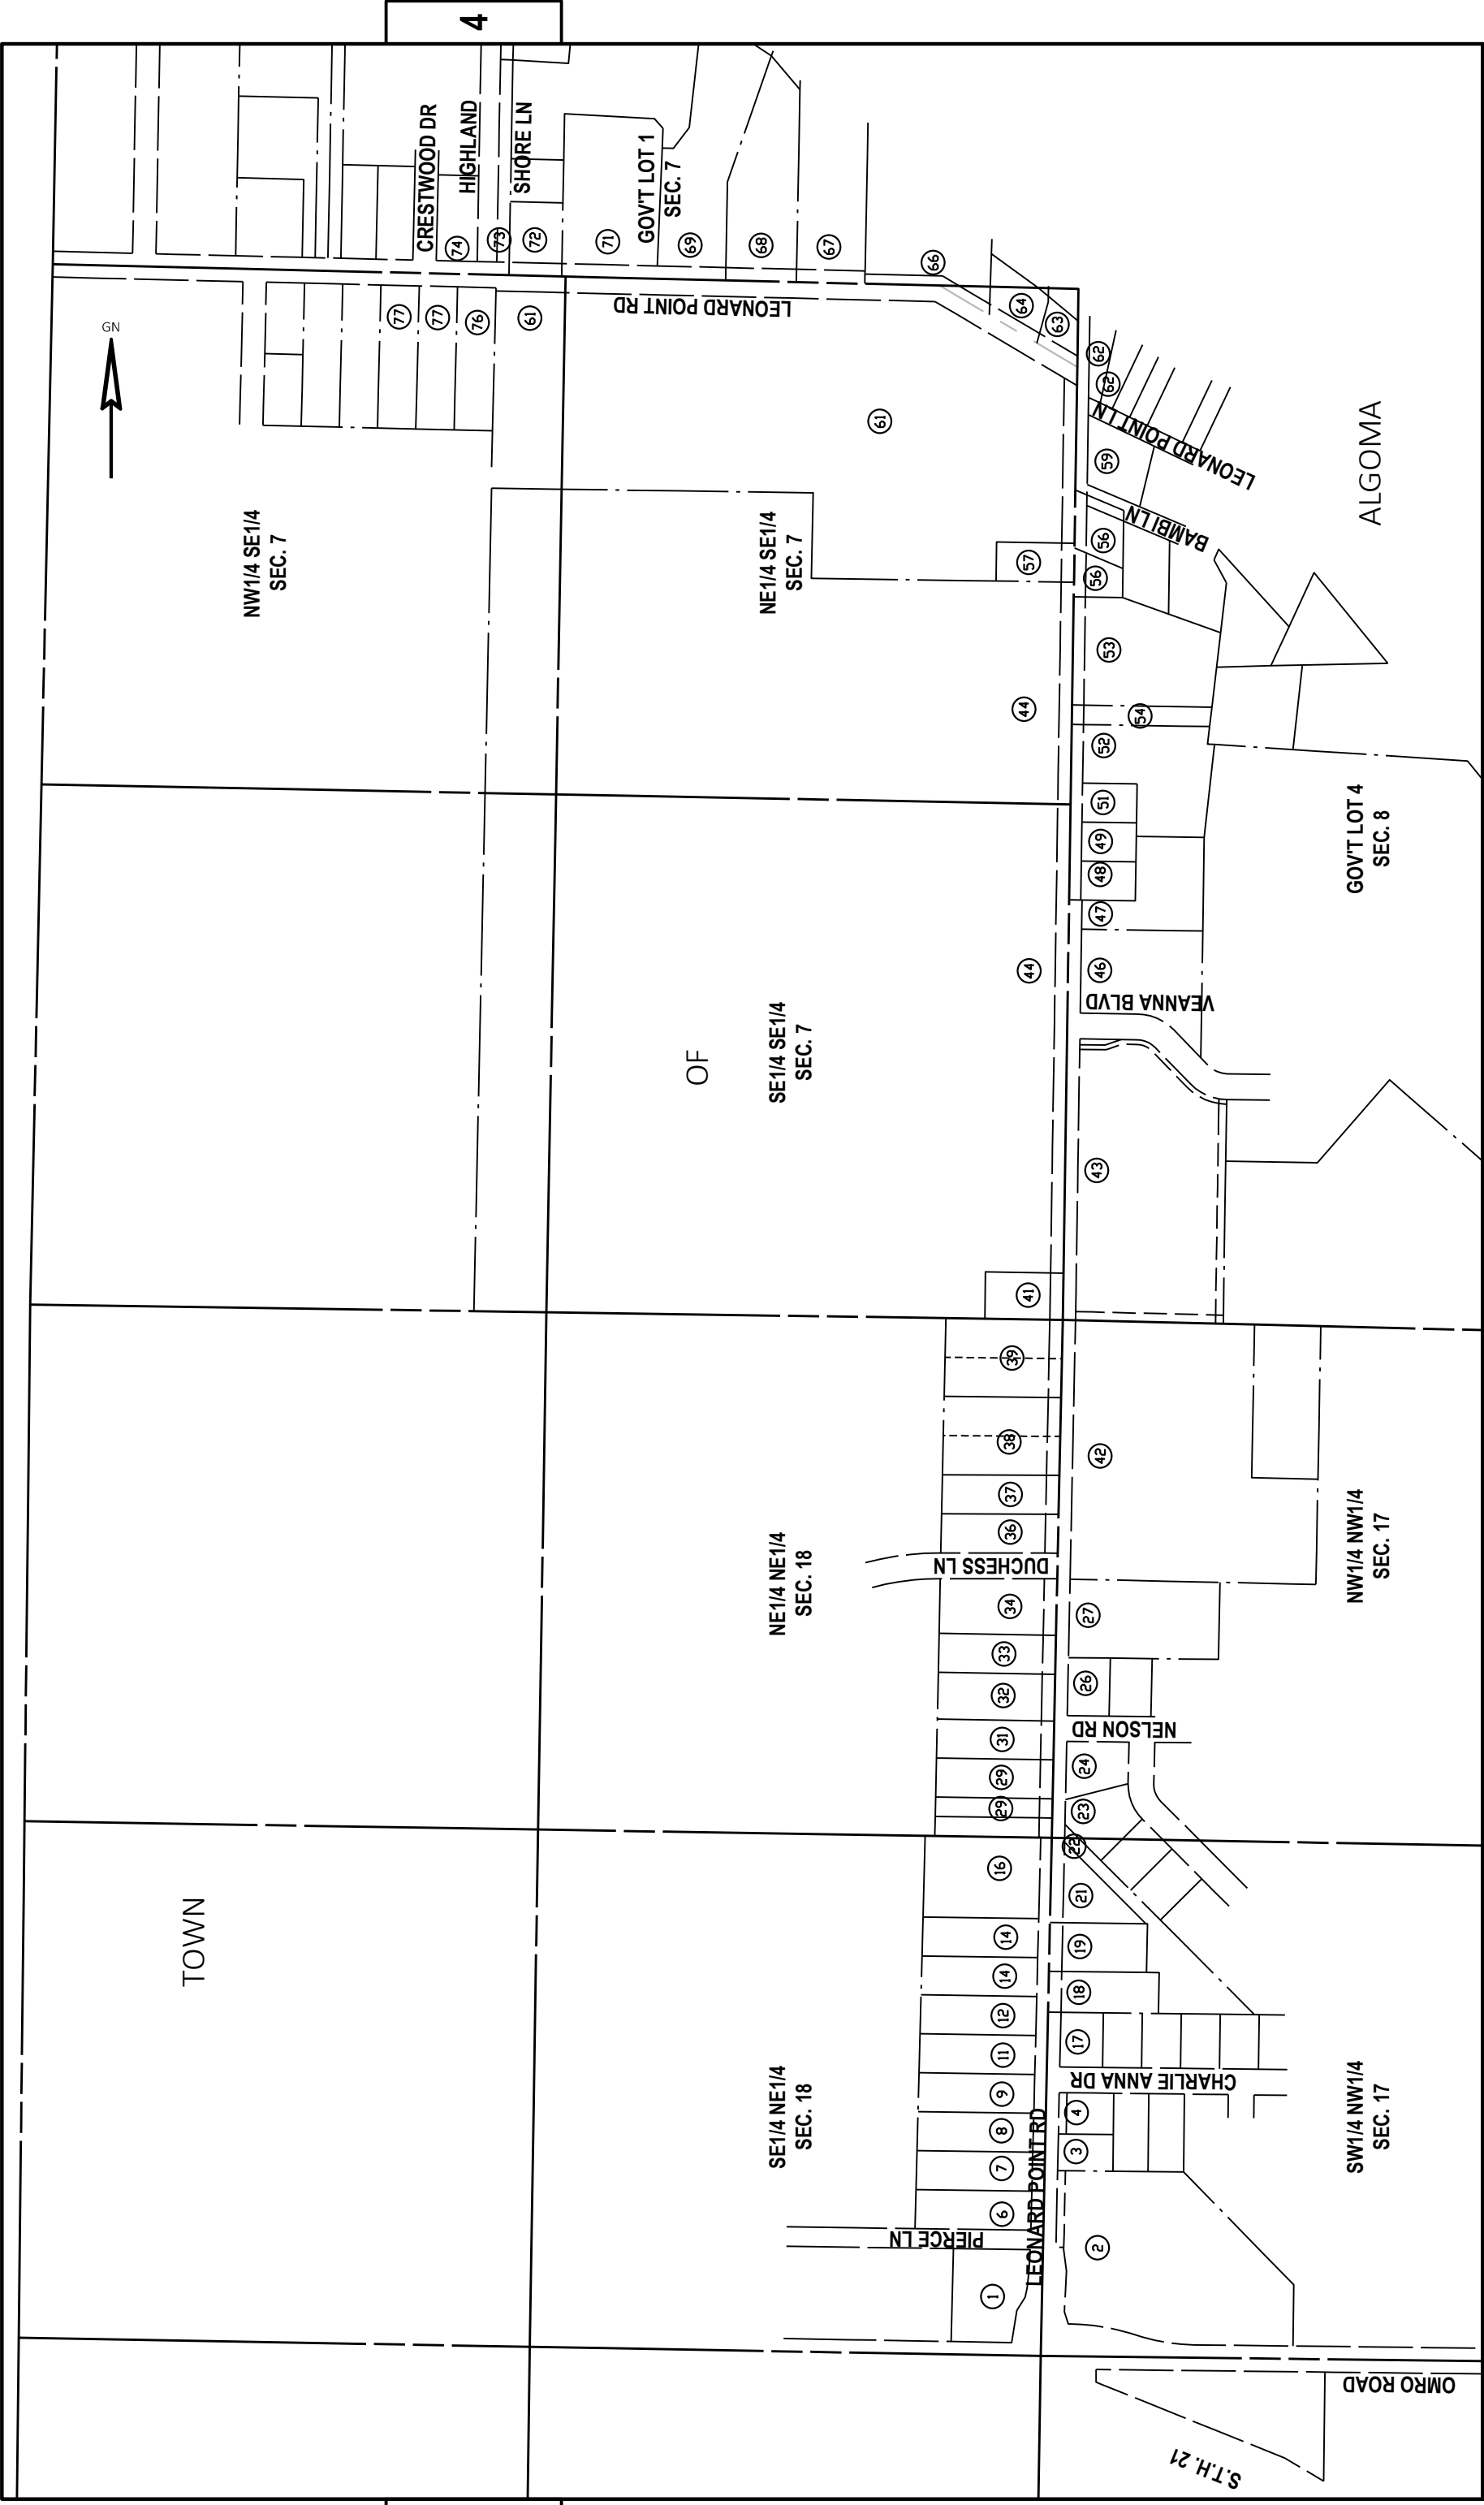 4
CRESTWOOD DR
HIGHLAND
SHORE LN
GOV'T LOT 1
SEC. 7
74
73
72
71
69
68
67
66
LEONARD POINT RD
77
77
76
61
64
63
62
62
GN
61
LEONARD POINT LN
59
BAMBI LN
ALGOMA
NW1/4 SE1/4
SEC. 7
NE1/4 SE1/4
SEC. 7
57
56
56
53
44
54
52
51
49
48
47
GOV'T LOT 4
SEC. 8
44
46
VEANNA BLVD
OF
SE1/4 SE1/4
SEC. 7
43
41
39
38
42
37
36
DUCHESS LN
NE1/4 NE1/4
SEC. 18
NW1/4 NW1/4
SEC. 17
34
27
33
32
26
NELSON RD
31
24
29
29
23
22
16
21
TOWN
14
19
14
18
12
17
11
CHARLIE ANNA DR
9
4
8
3
7
SE1/4 NE1/4
SEC. 18
SW1/4 NW1/4
SEC. 17
LEONARD POINT RD
6
PIERCE LN
2
1
OMRO ROAD
S.T.H. 21